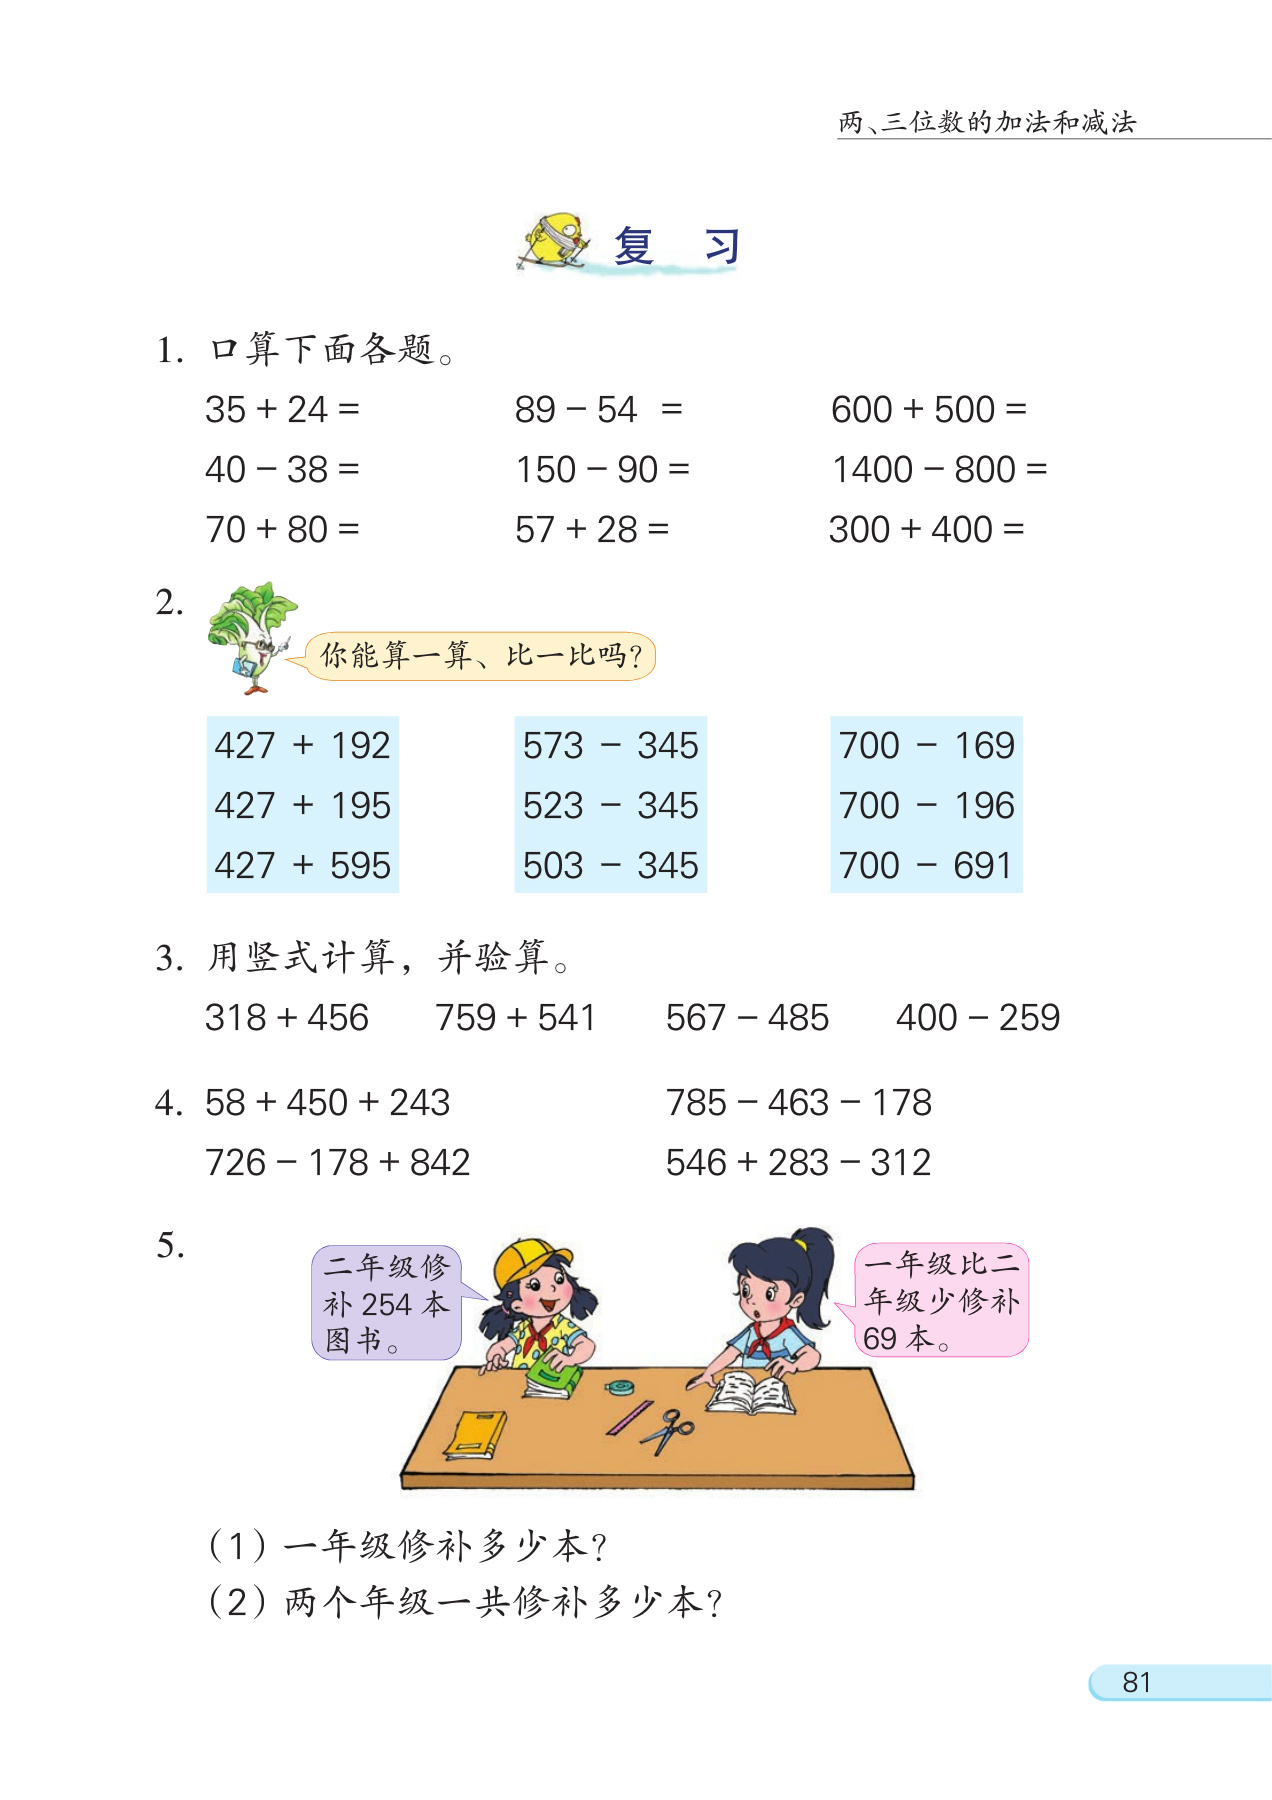 两、三位数的加法和减法
复 习
1. 口算下面各题。
35 + 24 = 89 − 54 = 600 + 500 =
40 − 38 = 150 − 90 = 1400 − 800 =
70 + 80 = 57 + 28 = 300 + 400 =
2.
你能算一算、比一比吗?
427 + 192 573 − 345 700 − 169
427 + 195 523 − 345 700 − 196
427 + 595 503 − 345 700 − 691
3. 用竖式计算，并验算。
318 + 456 759 + 541 567 − 485 400 − 259
4. 58 + 450 + 243 785 − 463 − 178
726 − 178 + 842 546 + 283 − 312
5.
二年级修
补 254 本
图书。
一年级比二
年级少修补
69 本。
（1）一年级修补多少本?
（2）两个年级一共修补多少本?
81